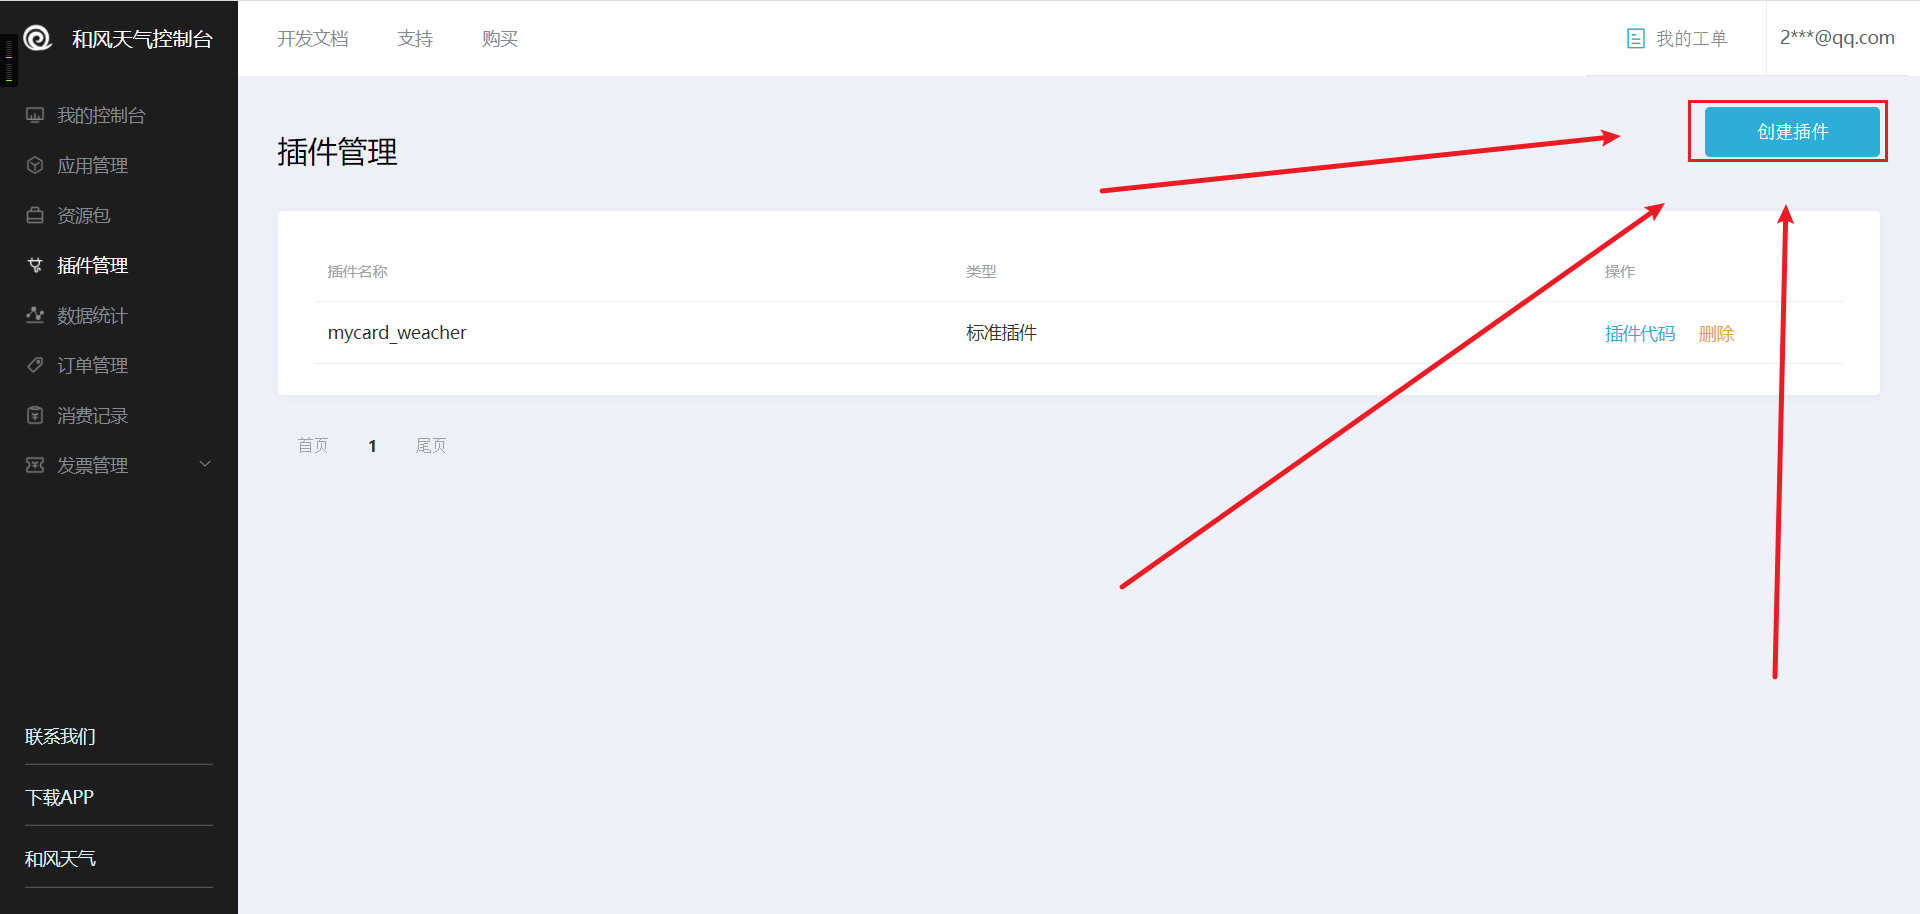 和风天气控制台
开发文档 支持 购买 我的工单 2***@qq.com
我的控制台
应用管理
资源包
插件管理
数据统计
订单管理
消费记录
发票管理
联系我们
下载APP
和风天气
插件管理
创建插件
插件名称 类型 操作
mycard_weacher 标准插件 插件代码 删除
首页 1 尾页